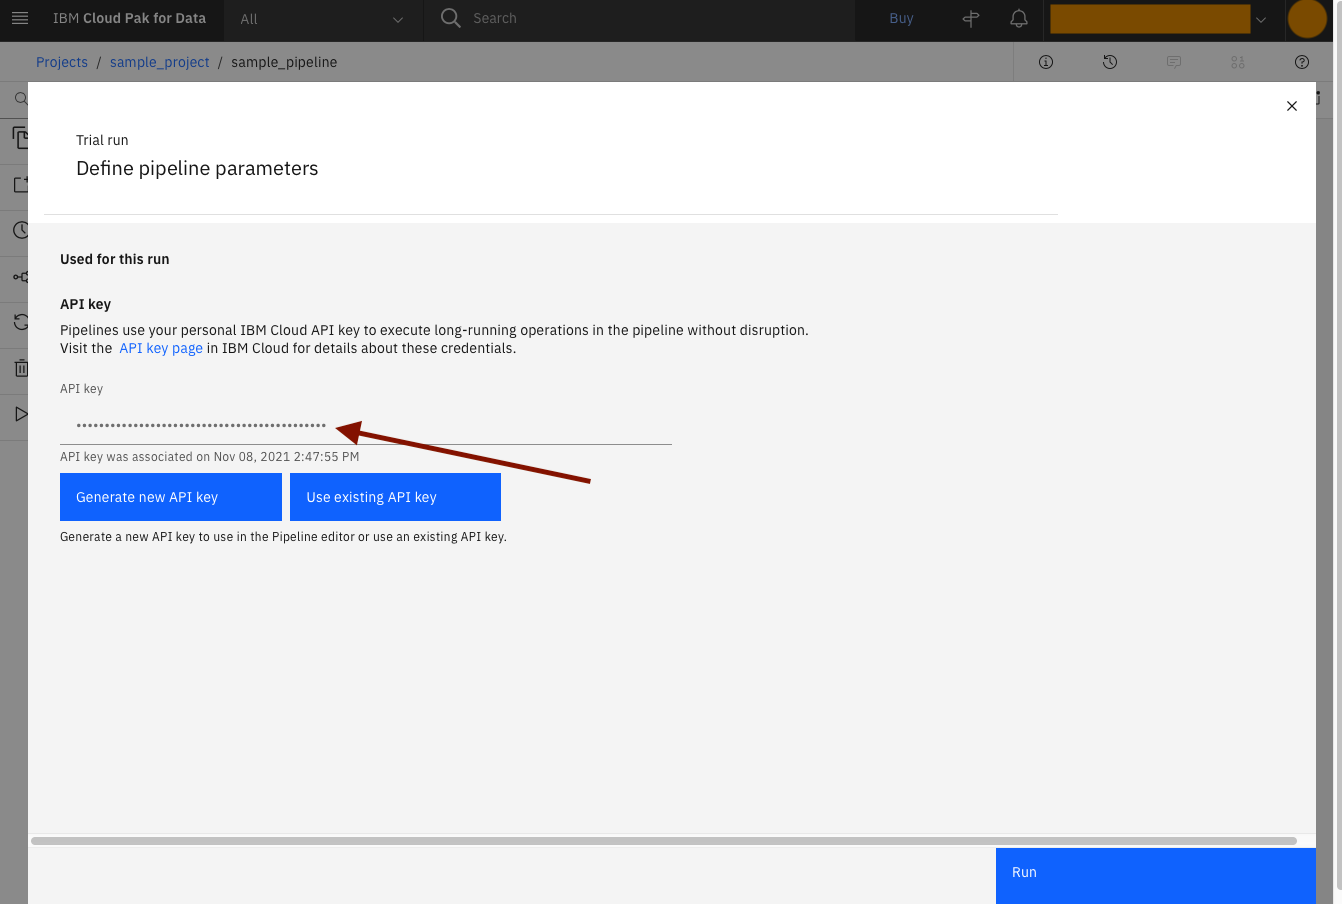 IBM Cloud Pak for Data
All
Search
Buy
Projects / sample_project / sample_pipeline
Trial run
Define pipeline parameters
Used for this run
API key
Pipelines use your personal IBM Cloud API key to execute long-running operations in the pipeline without disruption.
Visit the API key page in IBM Cloud for details about these credentials.
API key
API key was associated on Nov 08, 2021 2:47:55 PM
Generate new API key
Use existing API key
Generate a new API key to use in the Pipeline editor or use an existing API key.
Run